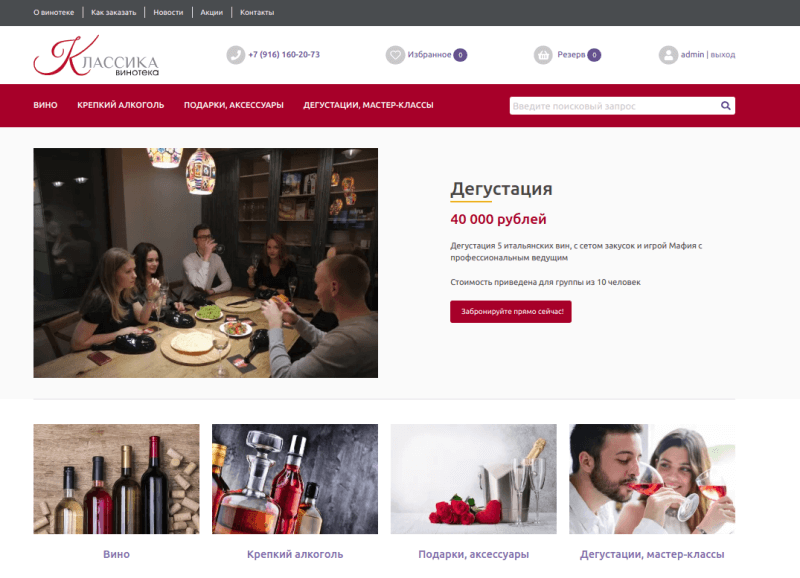 О винотеке
Как заказать
Новости
Акции
Контакты
Классика
винотека
+7 (916) 160-20-73
Избранное 0
Резерв 0
admin | выход
ВИНО
КРЕПКИЙ АЛКОГОЛЬ
ПОДАРКИ, АКСЕССУАРЫ
ДЕГУСТАЦИИ, МАСТЕР-КЛАССЫ
Введите поисковый запрос
Дегустация
40 000 рублей
Дегустация 5 итальянских вин, с сетом закусок и игрой Мафия с
профессиональным ведущим
Стоимость приведена для группы из 10 человек
Забронируйте прямо сейчас!
Вино
Крепкий алкоголь
Подарки, аксессуары
Дегустации, мастер-классы